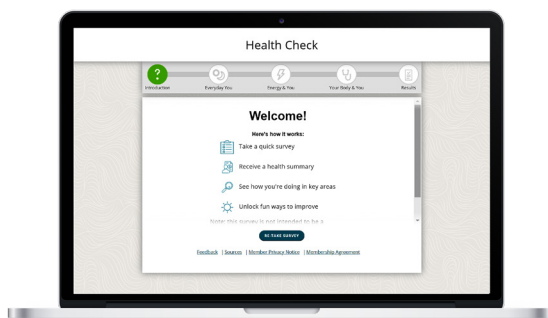 Health Check
?
Introduction Everyday You Energy & You Your Body & You Results
Welcome!
Here's how it works:
Take a quick survey
Receive a health summary
See how you're doing in key areas
Unlock fun ways to improve
Note: this survey is not intended to be a
RE-TAKE SURVEY
Feedback | Sources | Member Privacy Notice | Membership Agreement